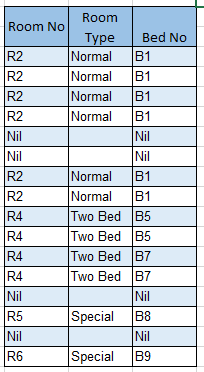 Room No Room Type Bed No
R2 Normal B1
R2 Normal B1
R2 Normal B1
R2 Normal B1
Nil Nil
Nil Nil
R2 Normal B1
R2 Normal B1
R4 Two Bed B5
R4 Two Bed B5
R4 Two Bed B7
R4 Two Bed B7
Nil Nil
R5 Special B8
Nil Nil
R6 Special B9